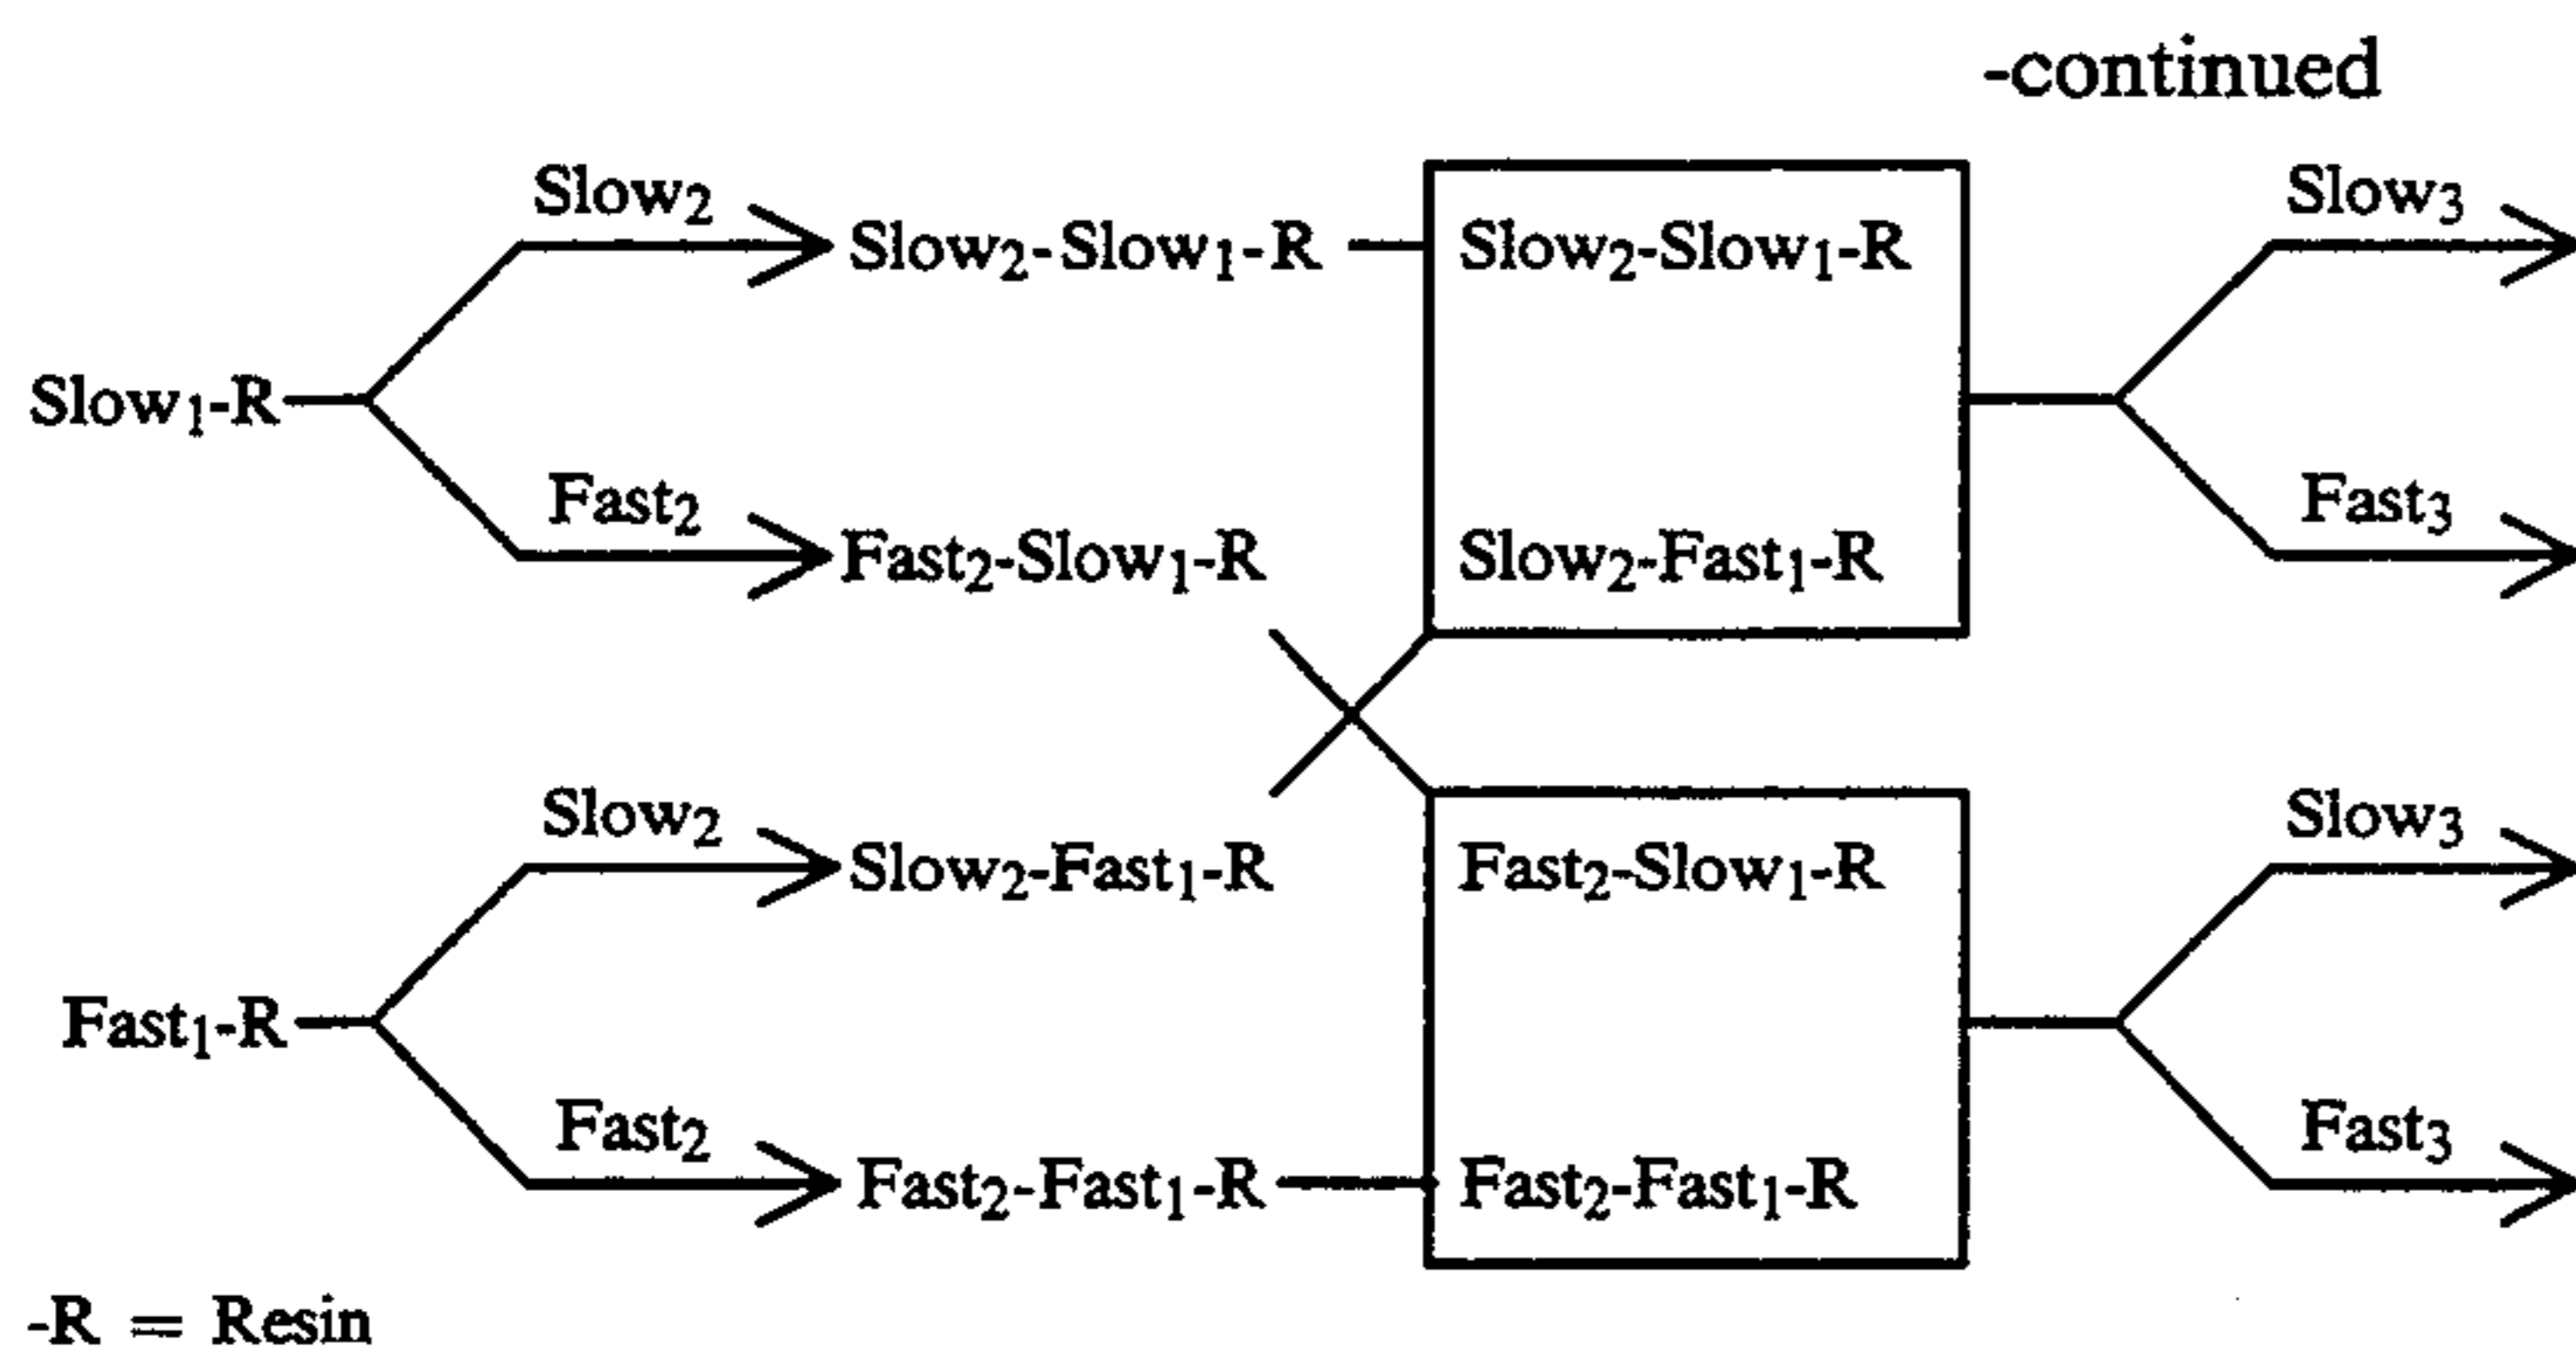 -continued
Slow₂ Slow₃
Slow₂-Slow₁-R Slow₂-Slow₁-R
Slow₁-R
Fast₂ Fast₃
Fast₂-Slow₁-R Slow₂-Fast₁-R
Slow₂ Slow₃
Slow₂-Fast₁-R Fast₂-Slow₁-R
Fast₁-R
Fast₂ Fast₃
Fast₂-Fast₁-R Fast₂-Fast₁-R
-R = Resin